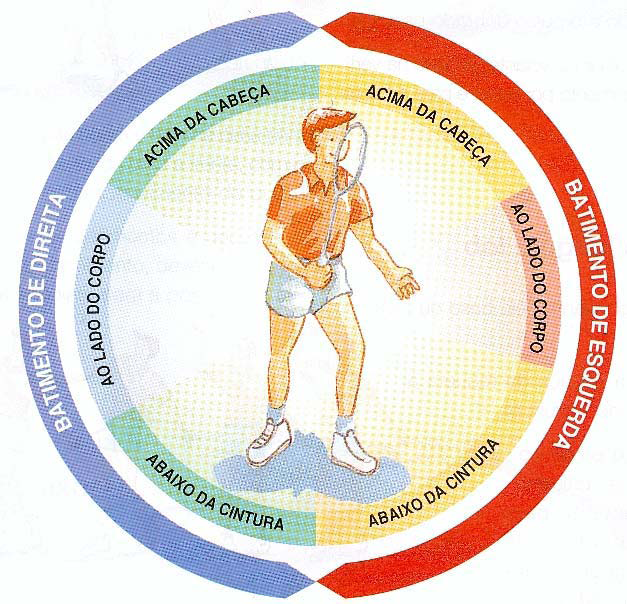 BATIMENTO DE DIREITA
ACIMA DA CABEÇA
AO LADO DO CORPO
ABAIXO DA CINTURA
BATIMENTO DE ESQUERDA
ACIMA DA CABEÇA
AO LADO DO CORPO
ABAIXO DA CINTURA